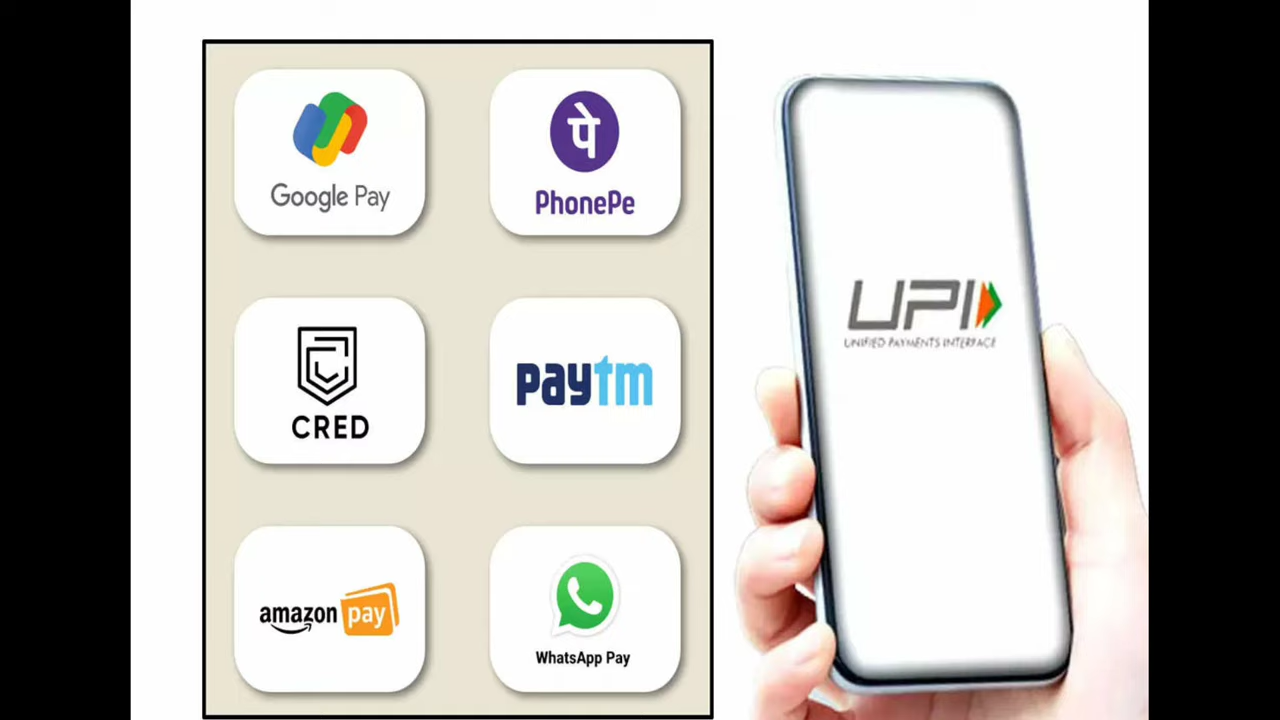 Google Pay
पे
PhonePe
CRED
paytm
amazon pay
WhatsApp Pay
UPI
UNIFIED PAYMENTS INTERFACE